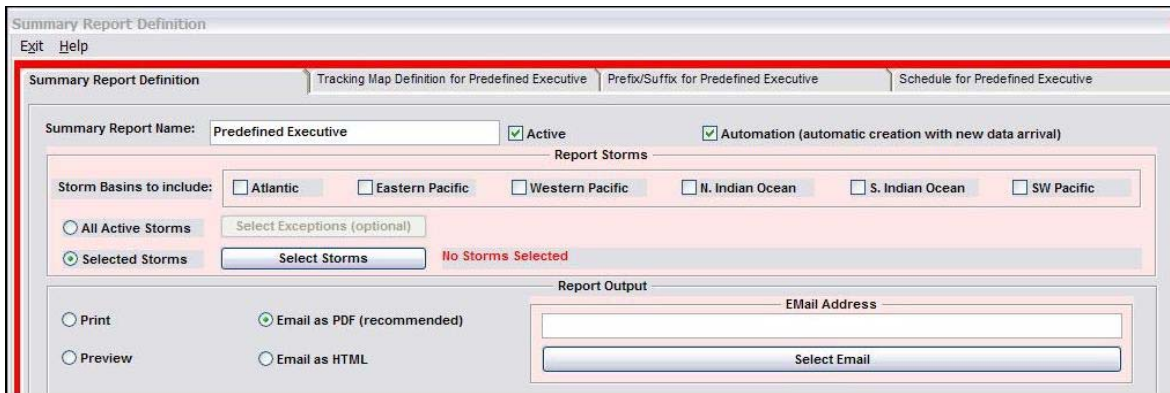 Summary Report Definition
Exit Help
Summary Report Definition Tracking Map Definition for Predefined Executive Prefix/Suffix for Predefined Executive Schedule for Predefined Executive
Summary Report Name: Predefined Executive Active Automation (automatic creation with new data arrival)
Report Storms
Storm Basins to include: Atlantic Eastern Pacific Western Pacific N. Indian Ocean S. Indian Ocean SW Pacific
All Active Storms Select Exceptions (optional)
Selected Storms Select Storms No Storms Selected
Report Output
EMail Address
Print Email as PDF (recommended)
Preview Email as HTML Select Email